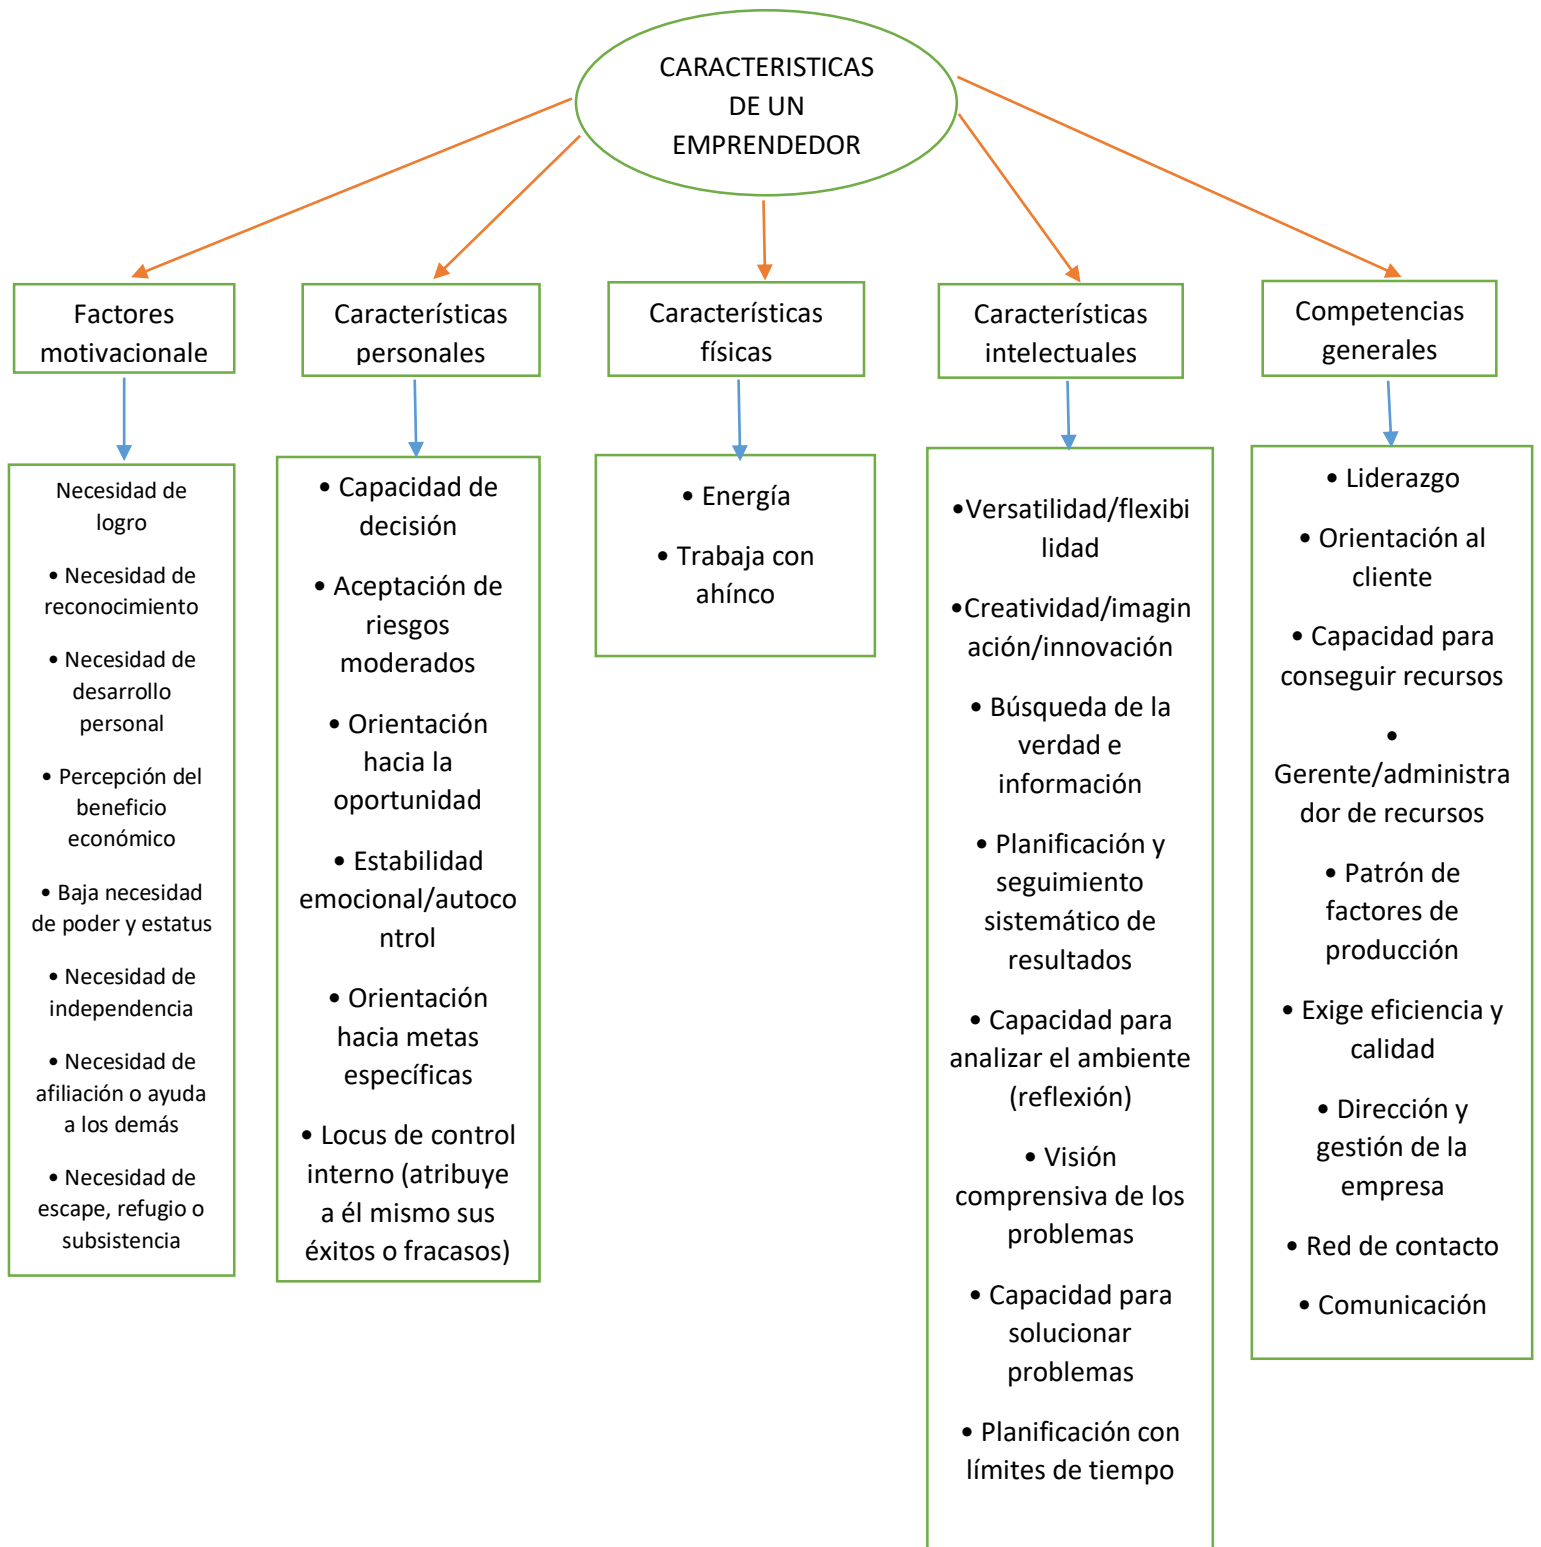 CARACTERISTICAS
DE UN
EMPRENDEDOR
Factores
motivacionale
Características
personales
Características
físicas
Características
intelectuales
Competencias
generales
Necesidad de
logro
• Necesidad de
reconocimiento
• Necesidad de
desarrollo
personal
• Percepción del
beneficio
económico
• Baja necesidad
de poder y estatus
• Necesidad de
independencia
• Necesidad de
afiliación o ayuda
a los demás
• Necesidad de
escape, refugio o
subsistencia
• Capacidad de
decisión
• Aceptación de
riesgos
moderados
• Orientación
hacia la
oportunidad
• Estabilidad
emocional/autoco
ntrol
• Orientación
hacia metas
específicas
• Locus de control
interno (atribuye
a él mismo sus
éxitos o fracasos)
• Energía
• Trabaja con
ahínco
•Versatilidad/flexibi
lidad
•Creatividad/imagin
ación/innovación
• Búsqueda de la
verdad e
información
• Planificación y
seguimiento
sistemático de
resultados
• Capacidad para
analizar el ambiente
(reflexión)
• Visión
comprensiva de los
problemas
• Capacidad para
solucionar
problemas
• Planificación con
límites de tiempo
• Liderazgo
• Orientación al
cliente
• Capacidad para
conseguir recursos
•
Gerente/administra
dor de recursos
• Patrón de
factores de
producción
• Exige eficiencia y
calidad
• Dirección y
gestión de la
empresa
• Red de contacto
• Comunicación